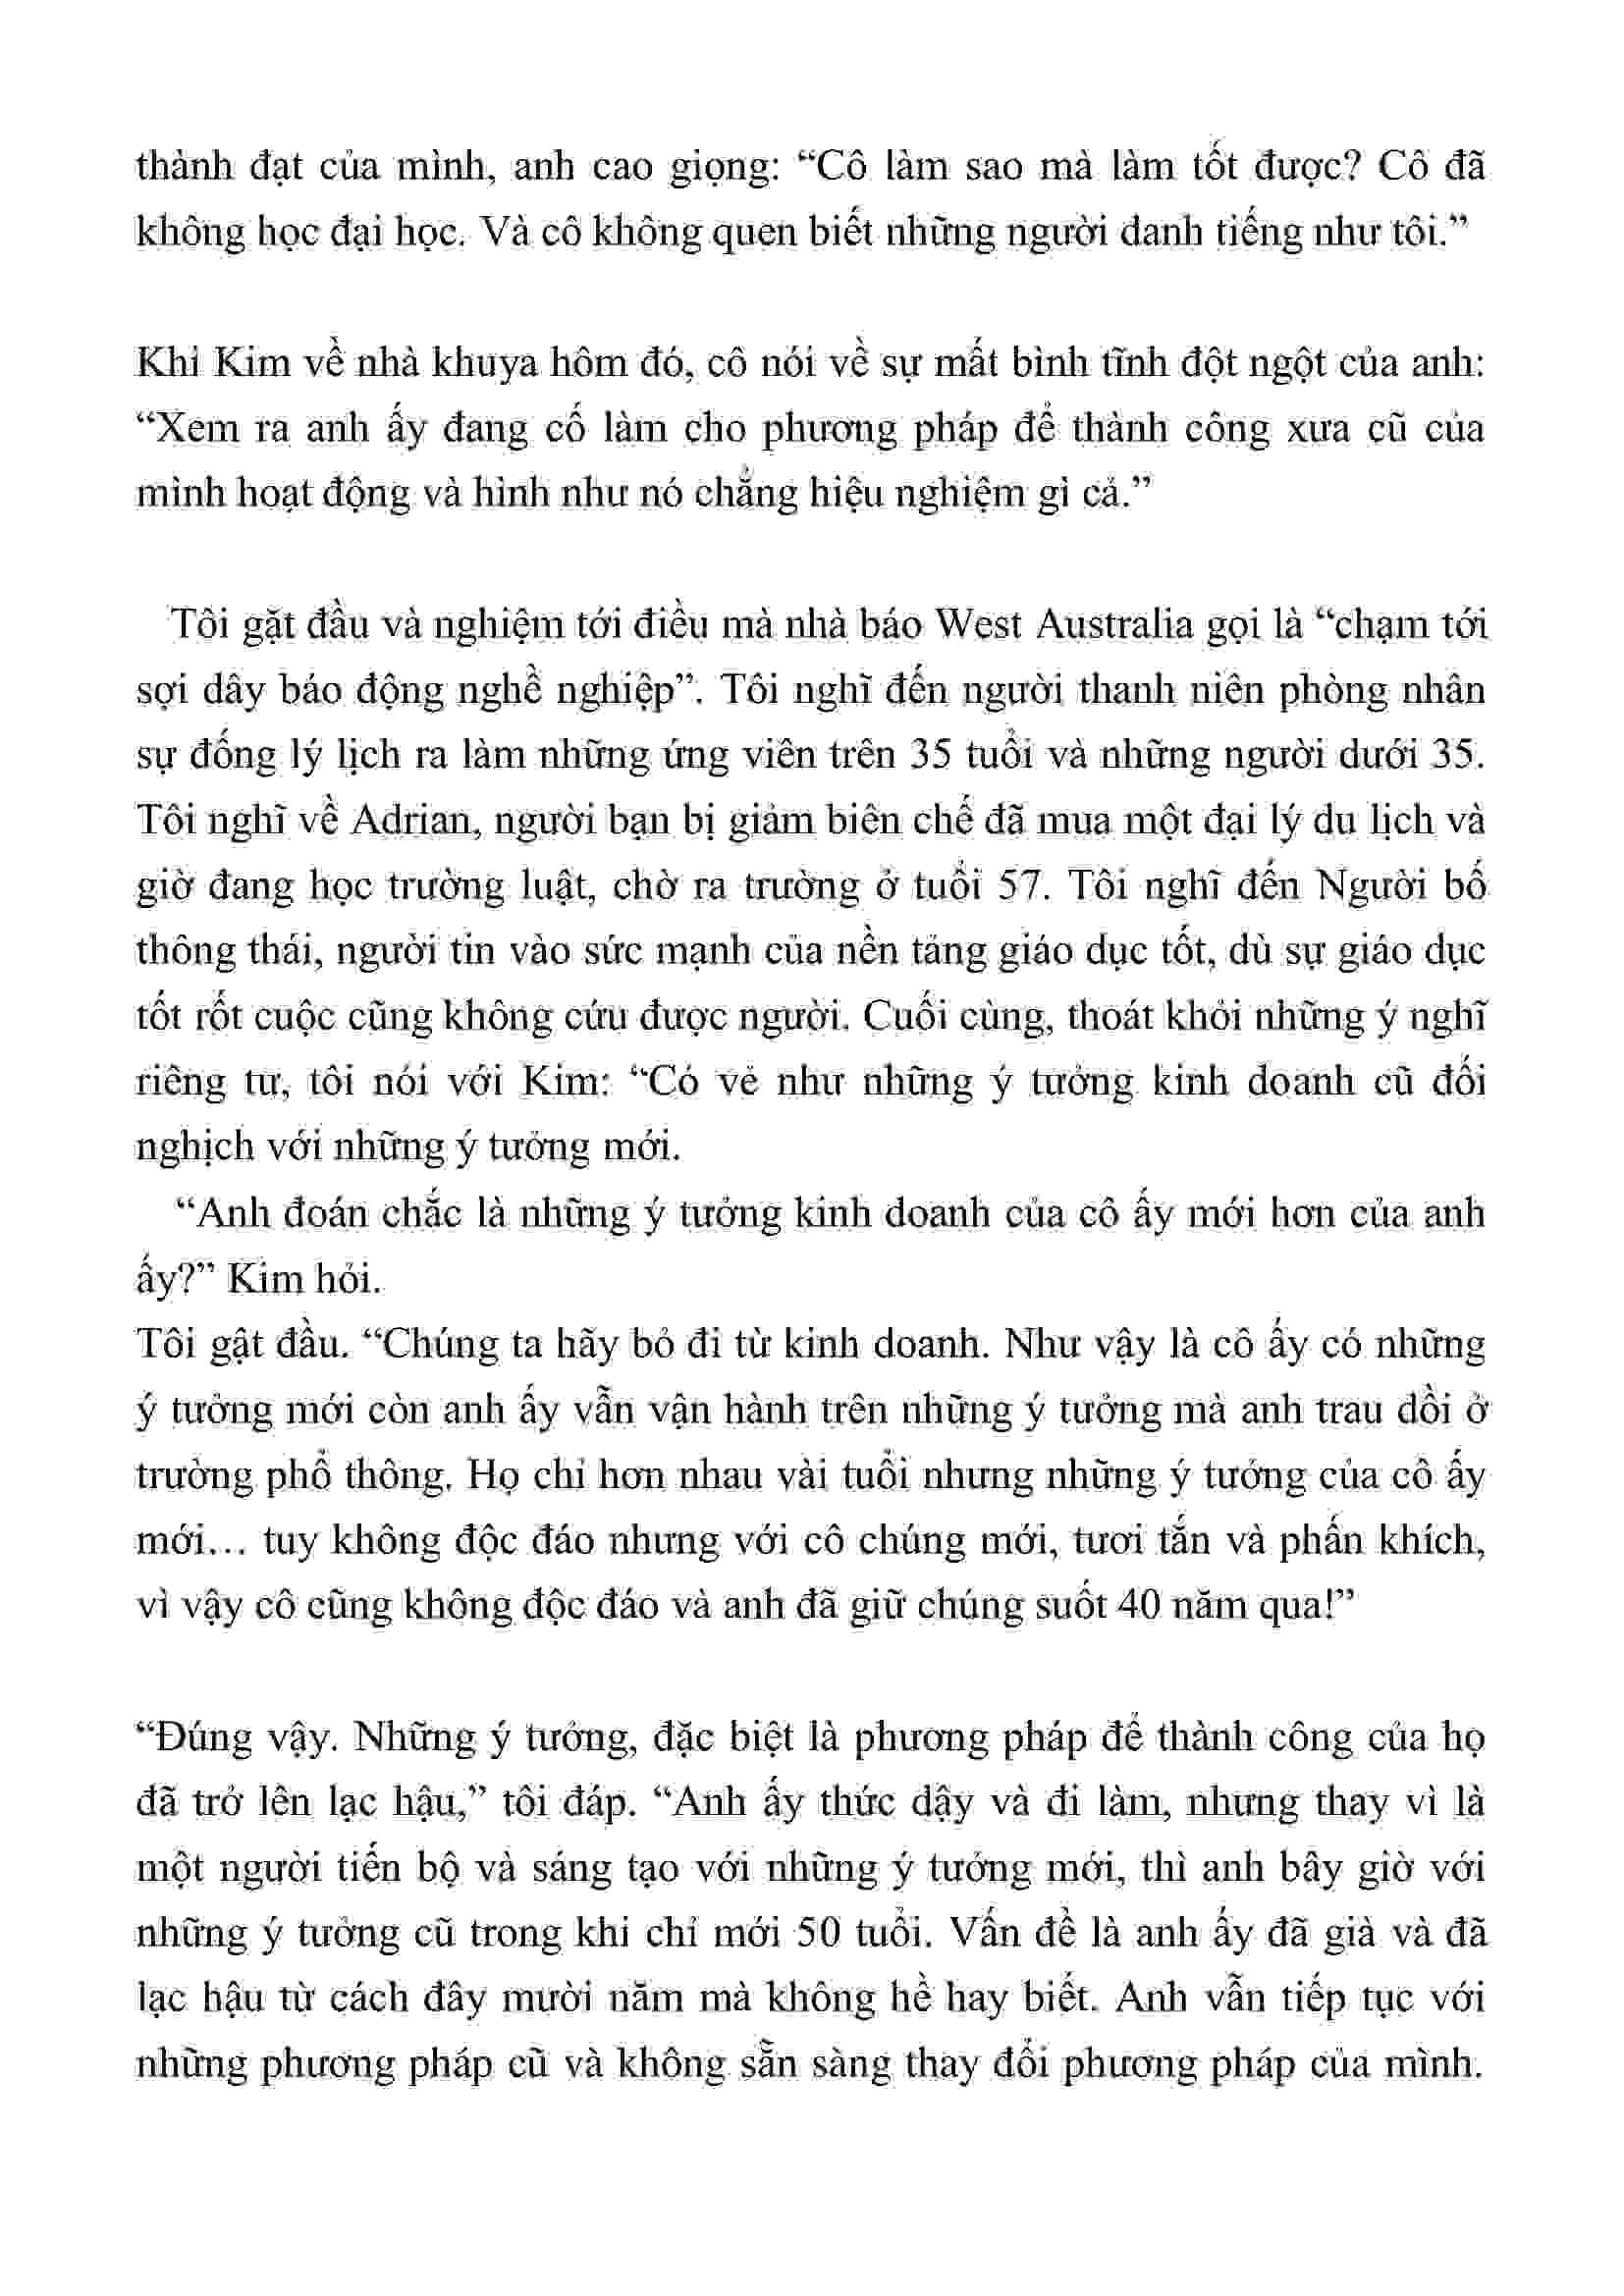 thành đạt của mình, anh cao giọng: “Cô làm sao mà làm tốt được? Cô đã
không học đại học. Và cô không quen biết những người danh tiếng như tôi.”
Khi Kim về nhà khuya hôm đó, cô nói về sự mất bình tĩnh đột ngột của anh:
“Xem ra anh ấy đang cố làm cho phương pháp để thành công xưa cũ của
mình hoạt động và hình như nó chẳng hiệu nghiệm gì cả.”
Tôi gặt đầu và nghiệm tới điều mà nhà báo West Australia gọi là “chạm tới
sợi dây báo động nghề nghiệp”. Tôi nghĩ đến người thanh niên phòng nhân
sự đống lý lịch ra làm những ứng viên trên 35 tuổi và những người dưới 35.
Tôi nghĩ về Adrian, người bạn bị giảm biên chế đã mua một đại lý du lịch và
giờ đang học trường luật, chờ ra trường ở tuổi 57. Tôi nghĩ đến Người bố
thông thái, người tin vào sức mạnh của nền tảng giáo dục tốt, dù sự giáo dục
tốt rốt cuộc cũng không cứu được người. Cuối cùng, thoát khỏi những ý nghĩ
riêng tư, tôi nói với Kim: “Có vẻ như những ý tưởng kinh doanh cũ đối
nghịch với những ý tưởng mới.
“Anh đoán chắc là những ý tưởng kinh doanh của cô ấy mới hơn của anh
ấy?” Kim hỏi.
Tôi gật đầu. “Chúng ta hãy bỏ đi từ kinh doanh. Như vậy là cô ấy có những
ý tưởng mới còn anh ấy vẫn vận hành trên những ý tưởng mà anh trau dồi ở
trường phổ thông. Họ chỉ hơn nhau vài tuổi nhưng những ý tưởng của cô ấy
mới… tuy không độc đáo nhưng với cô chúng mới, tươi tắn và phấn khích,
vì vậy cô cũng không độc đáo và anh đã giữ chúng suốt 40 năm qua!”
“Đúng vậy. Những ý tưởng, đặc biệt là phương pháp để thành công của họ
đã trở lên lạc hậu,” tôi đáp. “Anh ấy thức dậy và đi làm, nhưng thay vì là
một người tiến bộ và sáng tạo với những ý tưởng mới, thì anh bây giờ với
những ý tưởng cũ trong khi chỉ mới 50 tuổi. Vấn đề là anh ấy đã già và đã
lạc hậu từ cách đây mười năm mà không hề hay biết. Anh vẫn tiếp tục với
những phương pháp cũ và không sẵn sàng thay đổi phương pháp của mình.